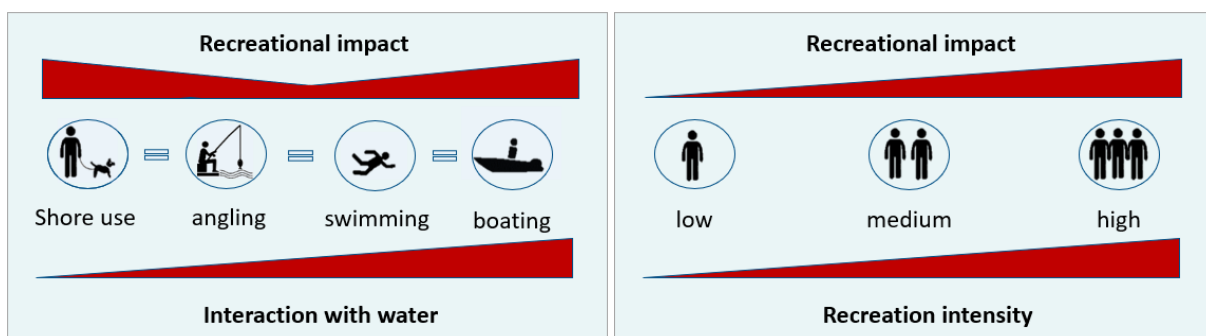 Recreational impact
Shore use = angling = swimming = boating
Interaction with water
Recreational impact
low medium high
Recreation intensity